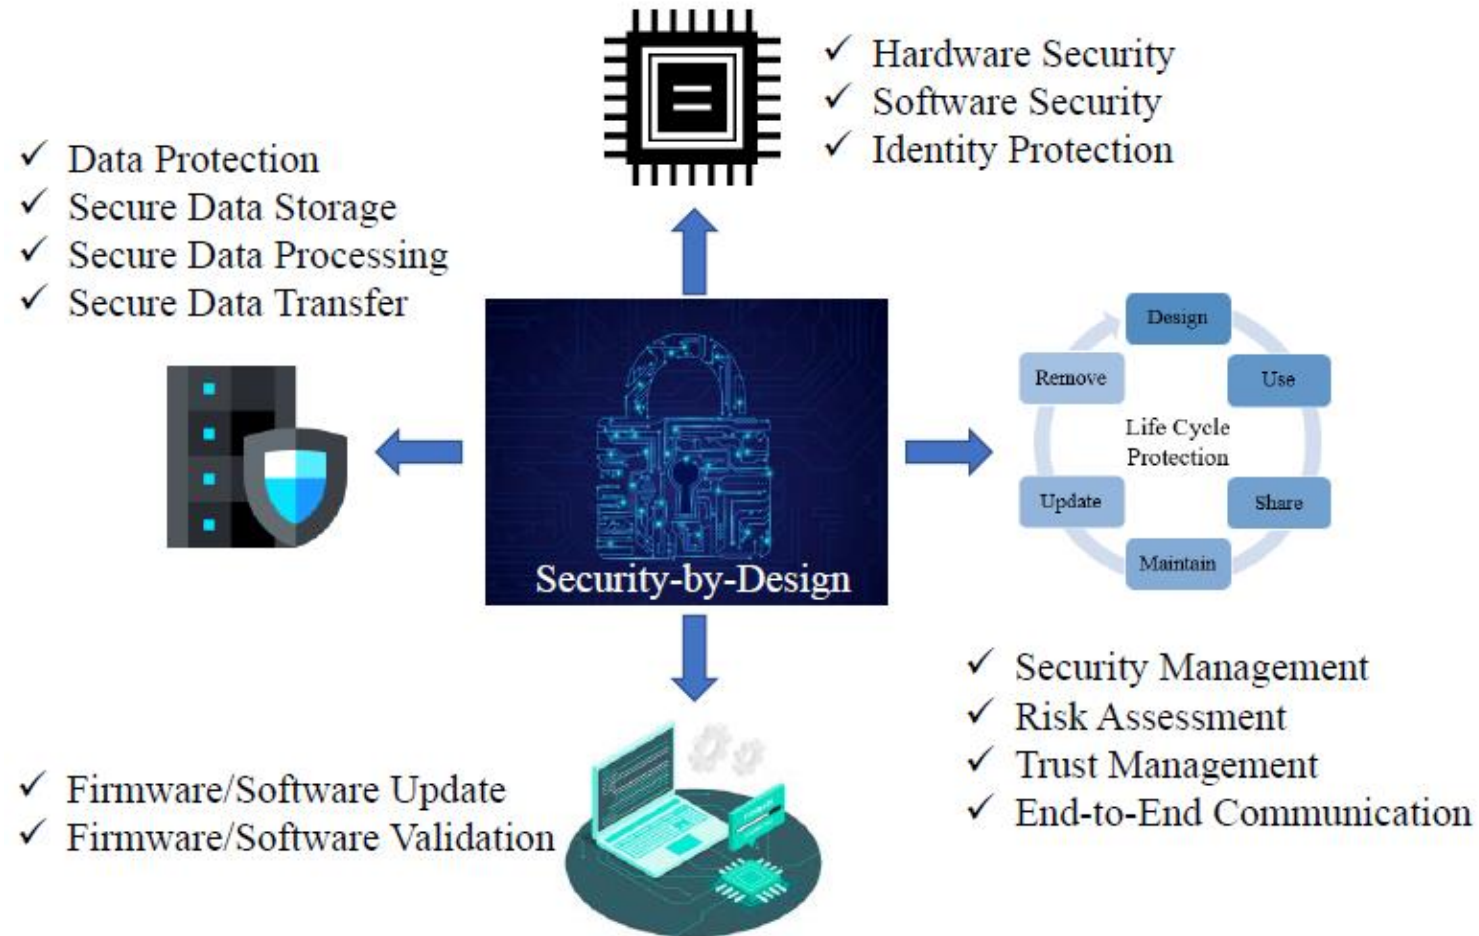 Hardware Security
Software Security
Identity Protection
Data Protection
Secure Data Storage
Secure Data Processing
Secure Data Transfer
Security-by-Design
Design
Use
Share
Maintain
Update
Remove
Life Cycle
Protection
Security Management
Risk Assessment
Trust Management
End-to-End Communication
Firmware/Software Update
Firmware/Software Validation